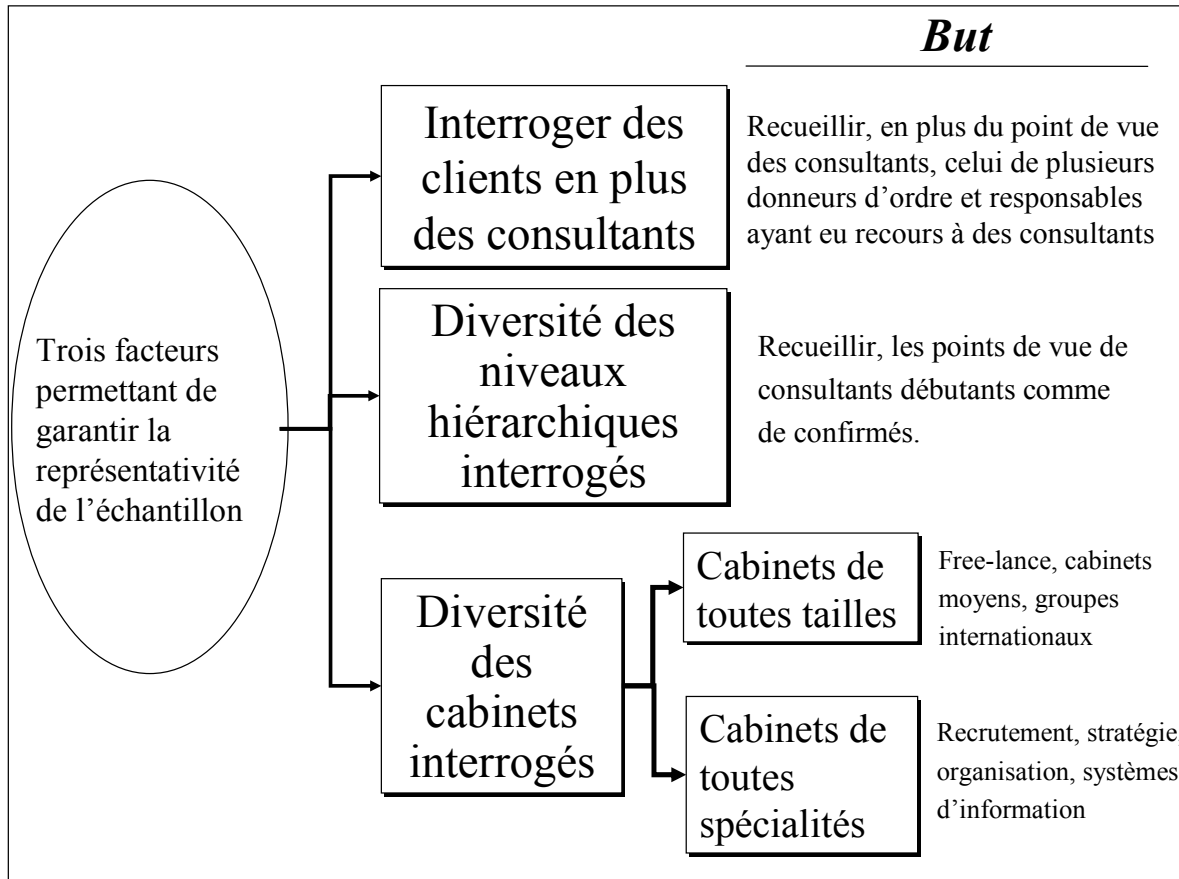 But
Trois facteurs
permettant de
garantir la
représentativité
de l’échantillon
Interroger des
clients en plus
des consultants
Recueillir, en plus du point de vue
des consultants, celui de plusieurs
donneurs d’ordre et responsables
ayant eu recours à des consultants
Diversité des
niveaux
hiérarchiques
interrogés
Recueillir, les points de vue de
consultants débutants comme
de confirmés.
Diversité
des
cabinets
interrogés
Cabinets de
toutes tailles
Free-lance, cabinets
moyens, groupes
internationaux
Cabinets de
toutes
spécialités
Recrutement, stratégie,
organisation, systèmes
d’information